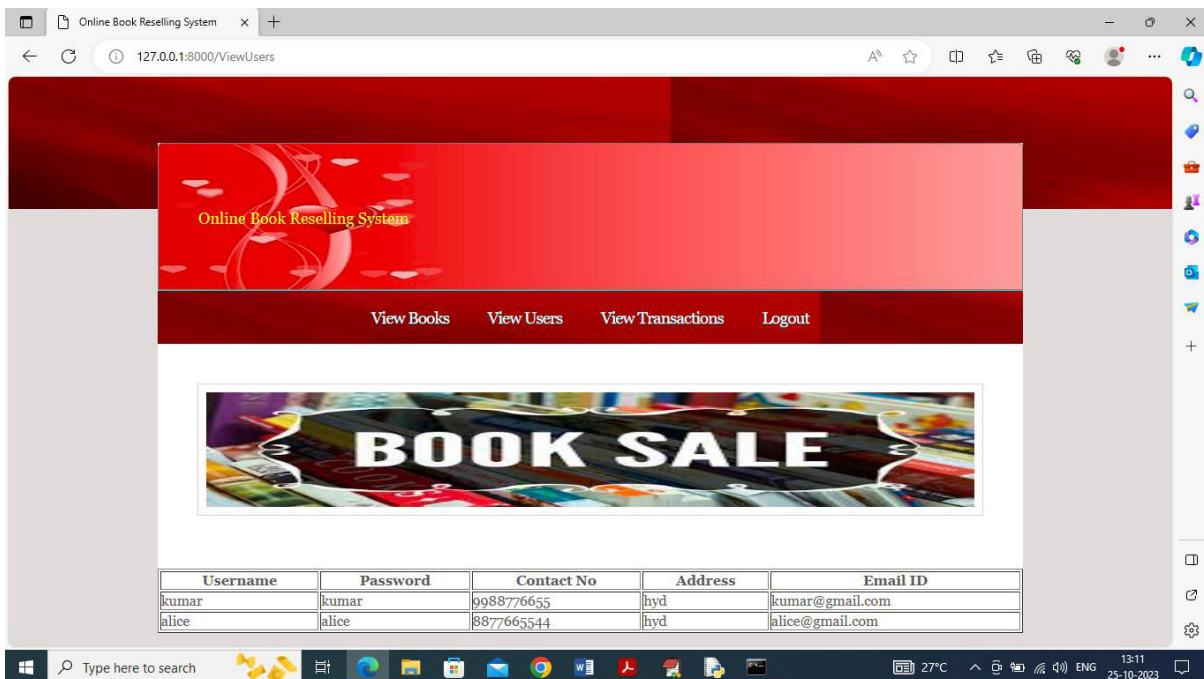 Online Book Reselling System
127.0.0.1:8000/ViewUsers
Online Book Reselling System
View Books View Users View Transactions Logout
BOOK SALE
Username Password Contact No Address Email ID
kumar kumar 9988776655 hyd kumar@gmail.com
alice alice 8877665544 hyd alice@gmail.com
Type here to search 27°C ENG 13:11
25-10-2023